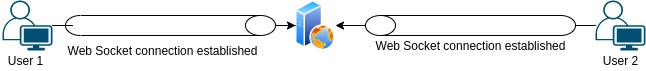 Web Socket connection established
Web Socket connection established
User 1
User 2